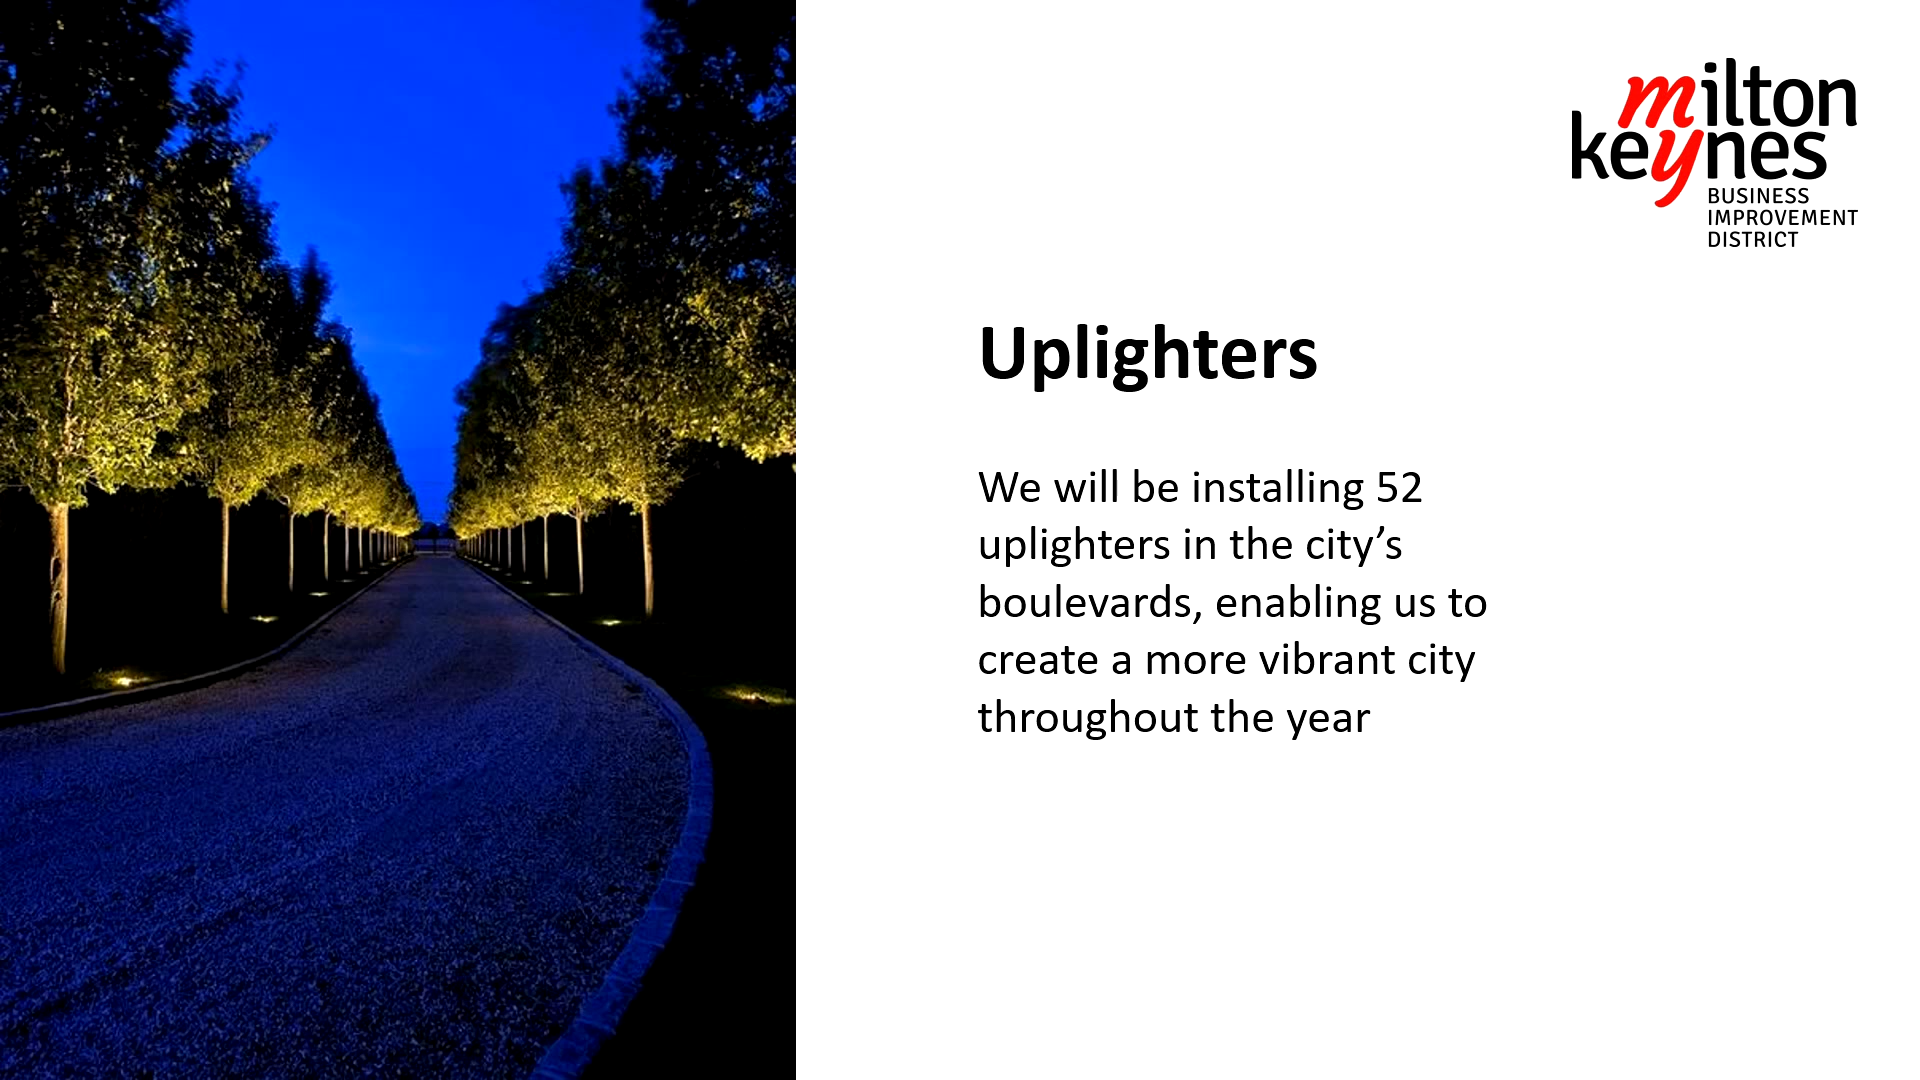 milton
keynes
BUSINESS
IMPROVEMENT
DISTRICT
Uplighters
We will be installing 52
uplighters in the city’s
boulevards, enabling us to
create a more vibrant city
throughout the year